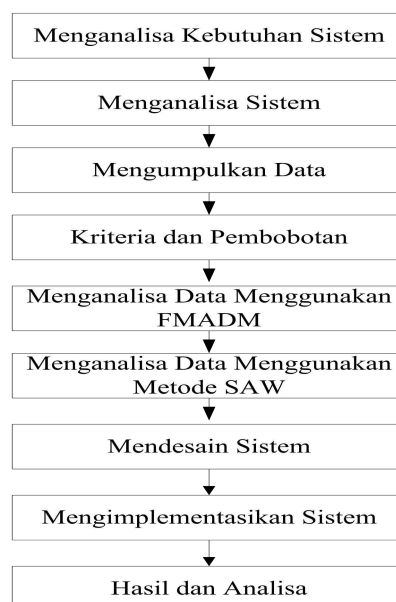 Menganalisa Kebutuhan Sistem
Menganalisa Sistem
Mengumpulkan Data
Kriteria dan Pembobotan
Menganalisa Data Menggunakan
FMADM
Menganalisa Data Menggunakan
Metode SAW
Mendesain Sistem
Mengimplementasikan Sistem
Hasil dan Analisa